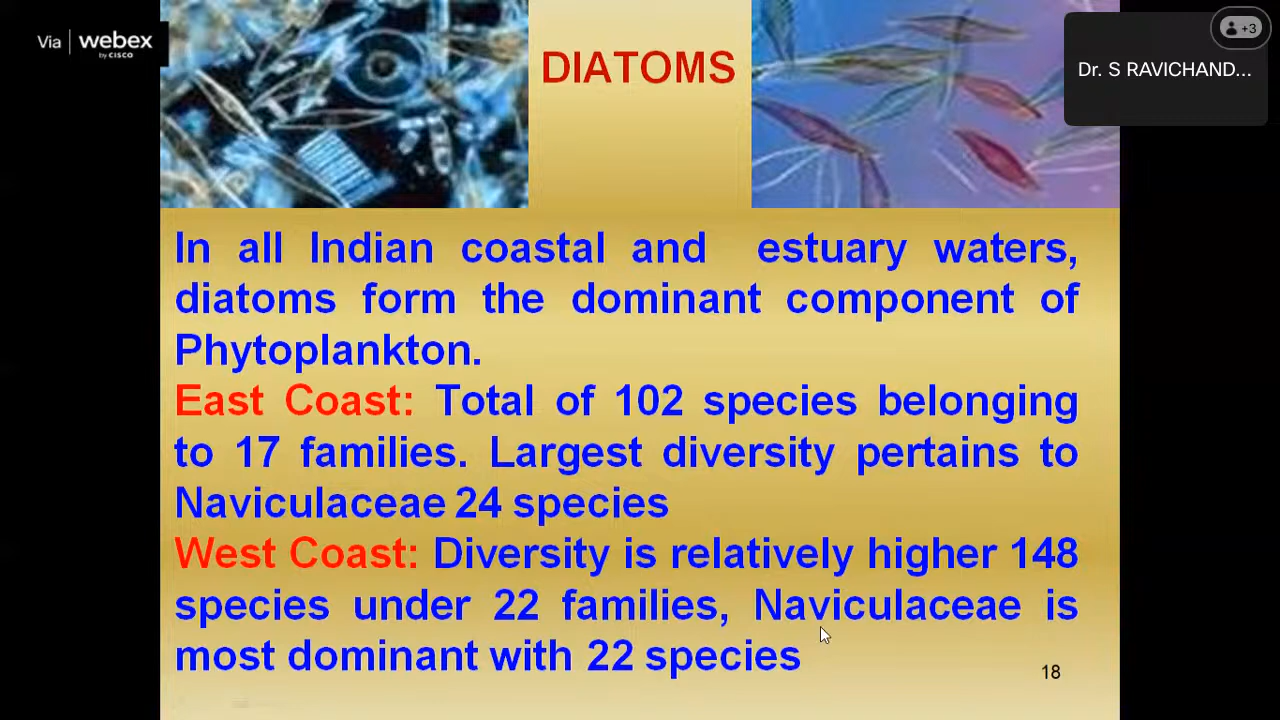 Via webex
by CISCO
+3
Dr. S RAVICHAND...
DIATOMS
In all Indian coastal and estuary waters,
diatoms form the dominant component of
Phytoplankton.
East Coast: Total of 102 species belonging
to 17 families. Largest diversity pertains to
Naviculaceae 24 species
West Coast: Diversity is relatively higher 148
species under 22 families, Naviculaceae is
most dominant with 22 species
18